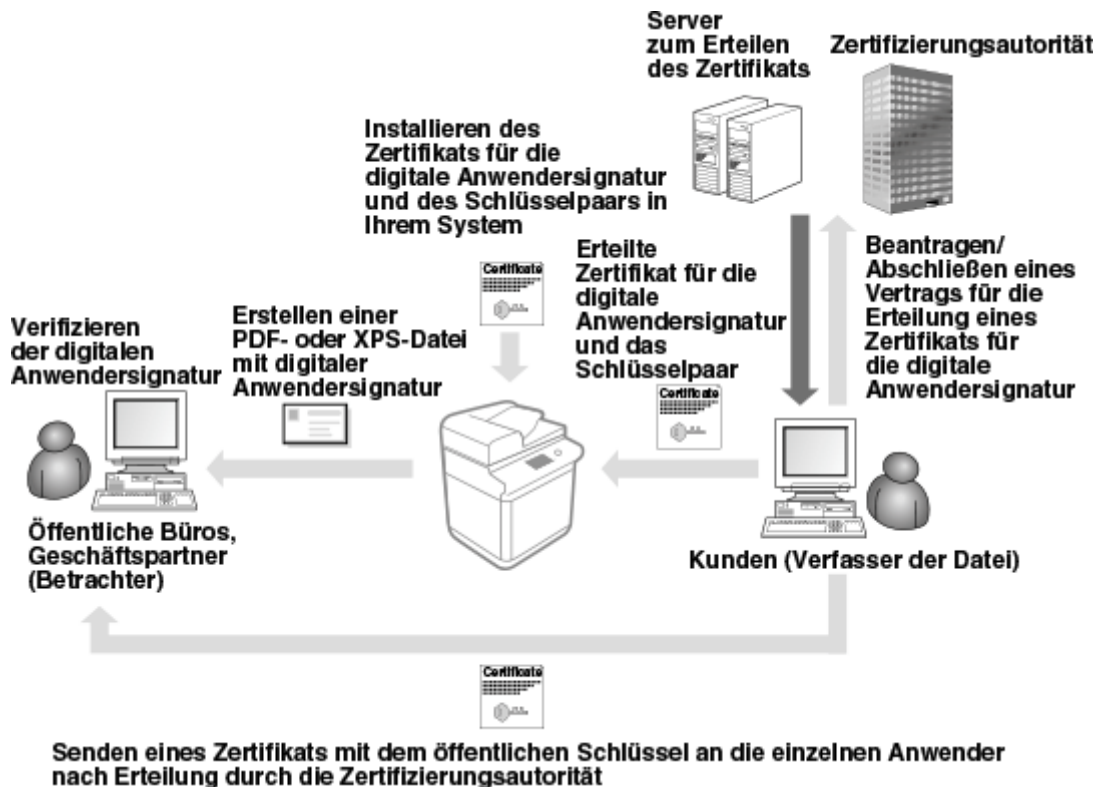 Server
zum Erteilen
des Zertifikats
Zertifizierungsautorität
Installieren des
Zertifikats für die
digitale Anwendersignatur
und des Schlüsselpaars in
Ihrem System
Certificate
Erteilte
Zertifikat für die
digitale
Anwendersignatur
und das
Schlüsselpaar
Certificate
Beantragen/
Abschließen eines
Vertrags für die
Erteilung eines
Zertifikats für
die digitale
Anwendersignatur
Verifizieren
der digitalen
Anwendersignatur
Erstellen einer
PDF- oder XPS-Datei
mit digitaler
Anwendersignatur
Öffentliche Büros,
Geschäftspartner
(Betrachter)
Kunden (Verfasser der Datei)
Certificate
Senden eines Zertifikats mit dem öffentlichen Schlüssel an die einzelnen Anwender
nach Erteilung durch die Zertifizierungsautorität